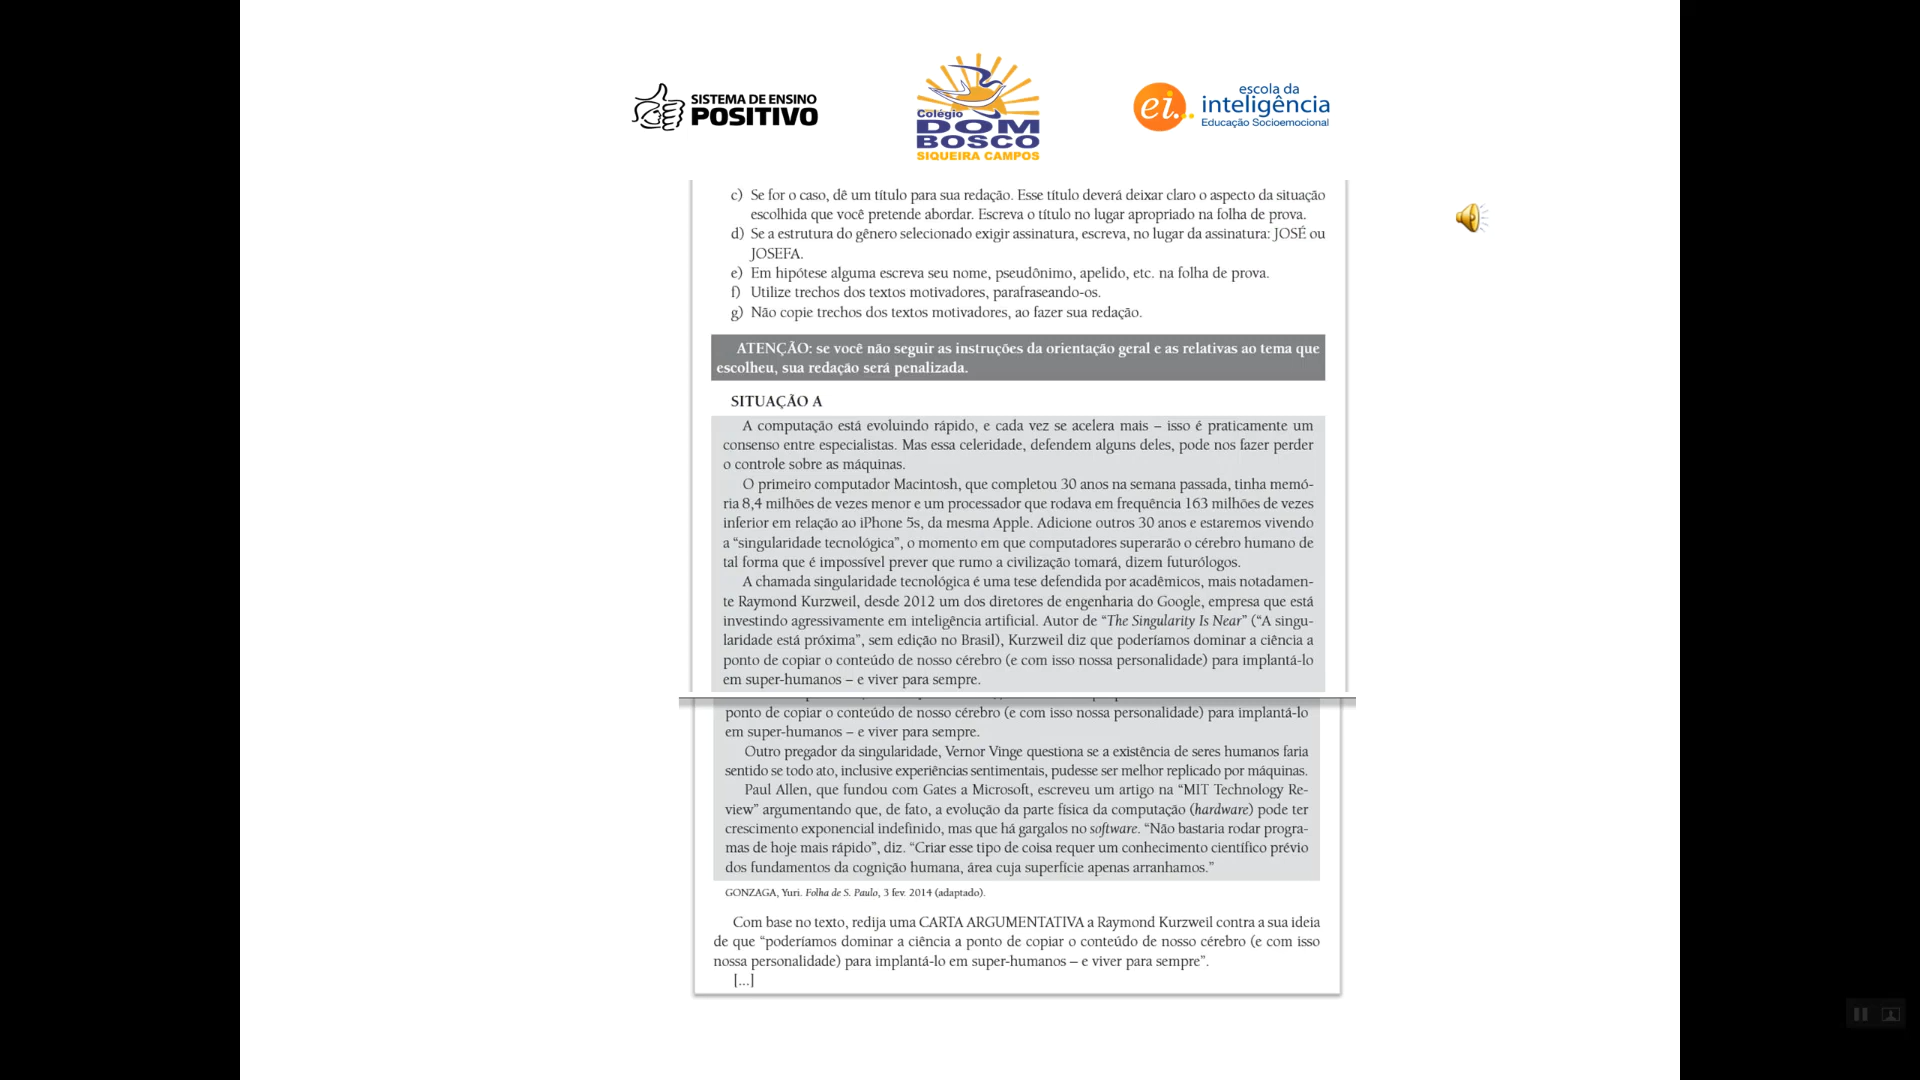 SISTEMA DE ENSINO
POSITIVO
Colégio
DOM
BOSCO
SIQUEIRA CAMPOS
ei.
escola da
inteligência
Educação Socioemocional
c) Se for o caso, dê um título para sua redação. Esse título deverá deixar claro o aspecto da situação
escolhida que você pretende abordar. Escreva o título no lugar apropriado na folha de prova.
d) Se a estrutura do gênero selecionado exigir assinatura, escreva, no lugar da assinatura: JOSÉ ou
JOSEFA.
e) Em hipótese alguma escreva seu nome, pseudônimo, apelido, etc. na folha de prova.
f) Utilize trechos dos textos motivadores, parafraseando-os.
g) Não copie trechos dos textos motivadores, ao fazer sua redação.
ATENÇÃO: se você não seguir as instruções da orientação geral e as relativas ao tema que
escolheu, sua redação será penalizada.
SITUAÇÃO A
A computação está evoluindo rápido, e cada vez se acelera mais – isso é praticamente um
consenso entre especialistas. Mas essa celeridade, defendem alguns deles, pode nos fazer perder
o controle sobre as máquinas.
O primeiro computador Macintosh, que completou 30 anos na semana passada, tinha memó-
ria 8,4 milhões de vezes menor e um processador que rodava em frequência 163 milhões de vezes
inferior em relação ao iPhone 5s, da mesma Apple. Adicione outros 30 anos e estaremos vivendo
a “singularidade tecnológica”, o momento em que computadores superarão o cérebro humano de
tal forma que é impossível prever que rumo a civilização tomará, dizem futurólogos.
A chamada singularidade tecnológica é uma tese defendida por acadêmicos, mais notadamen-
te Raymond Kurzweil, desde 2012 um dos diretores de engenharia do Google, empresa que está
investindo agressivamente em inteligência artificial. Autor de “The Singularity Is Near” (“A singu-
laridade está próxima”, sem edição no Brasil), Kurzweil diz que poderíamos dominar a ciência a
ponto de copiar o conteúdo de nosso cérebro (e com isso nossa personalidade) para implantá-lo
em super-humanos – e viver para sempre.
ponto de copiar o conteúdo de nosso cérebro (e com isso nossa personalidade) para implantá-lo
em super-humanos – e viver para sempre.
Outro pregador da singularidade, Vernor Vinge questiona se a existência de seres humanos faria
sentido se todo ato, inclusive experiências sentimentais, pudesse ser melhor replicado por máquinas.
Paul Allen, que fundou com Gates a Microsoft, escreveu um artigo na “MIT Technology Re-
view” argumentando que, de fato, a evolução da parte física da computação (hardware) pode ter
crescimento exponencial indefinido, mas que há gargalos no software. “Não bastaria rodar progra-
mas de hoje mais rápido”, diz. “Criar esse tipo de coisa requer um conhecimento científico prévio
dos fundamentos da cognição humana, área cuja superfície apenas arranhamos.”
GONZAGA, Yuri. Folha de S. Paulo, 3 fev. 2014 (adaptado).
Com base no texto, redija uma CARTA ARGUMENTATIVA a Raymond Kurzweil contra a sua ideia
de que “poderíamos dominar a ciência a ponto de copiar o conteúdo de nosso cérebro (e com isso
nossa personalidade) para implantá-lo em super-humanos – e viver para sempre”.
[...]